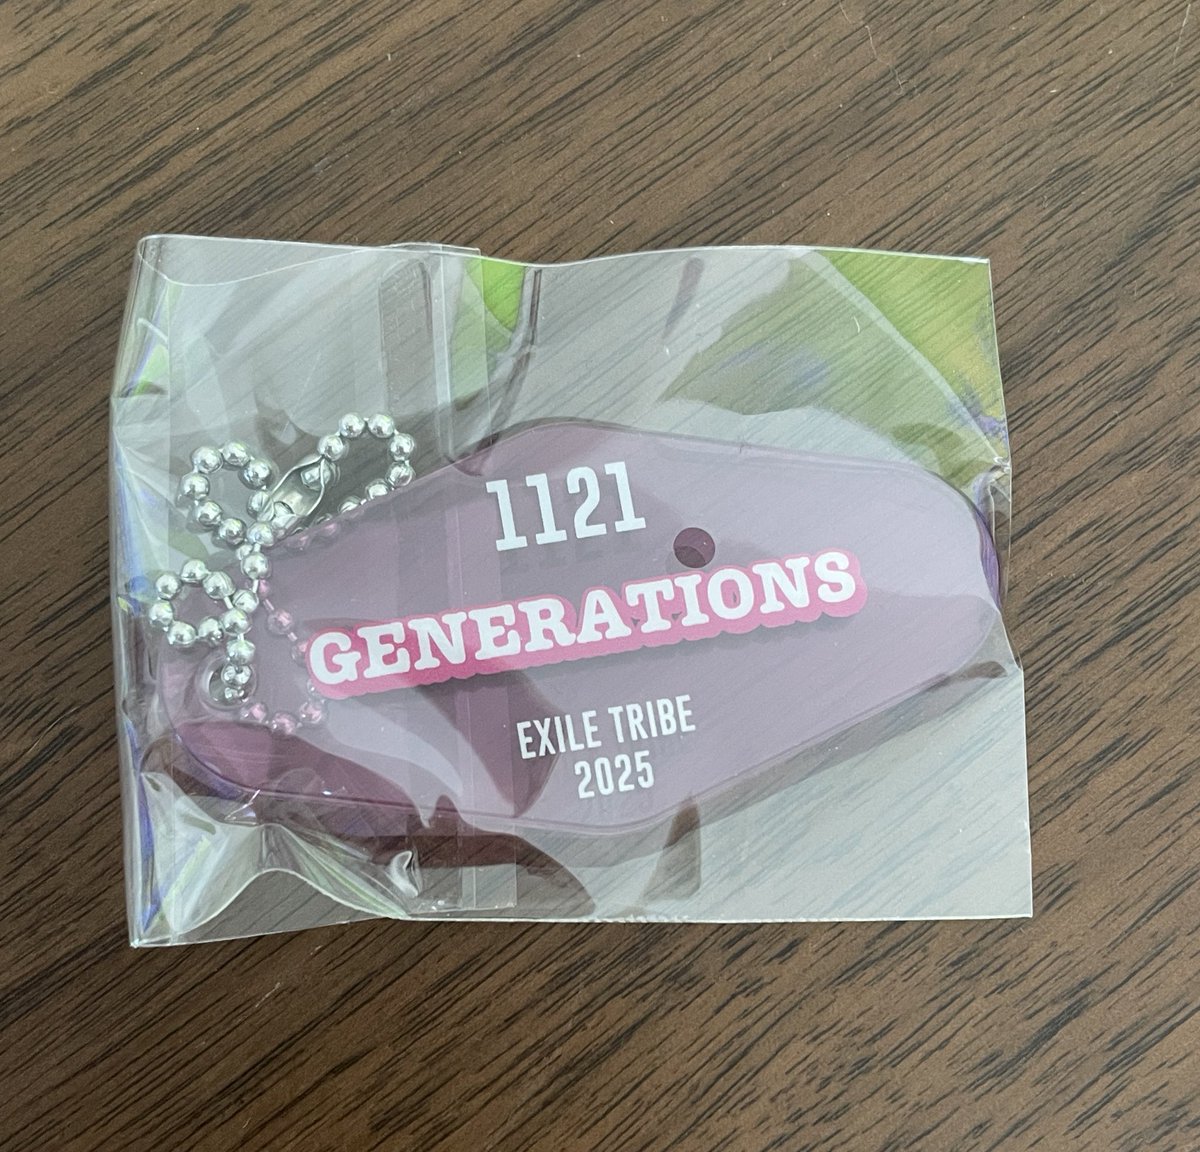 1121
GENERATIONS
EXILE TRIBE
2025